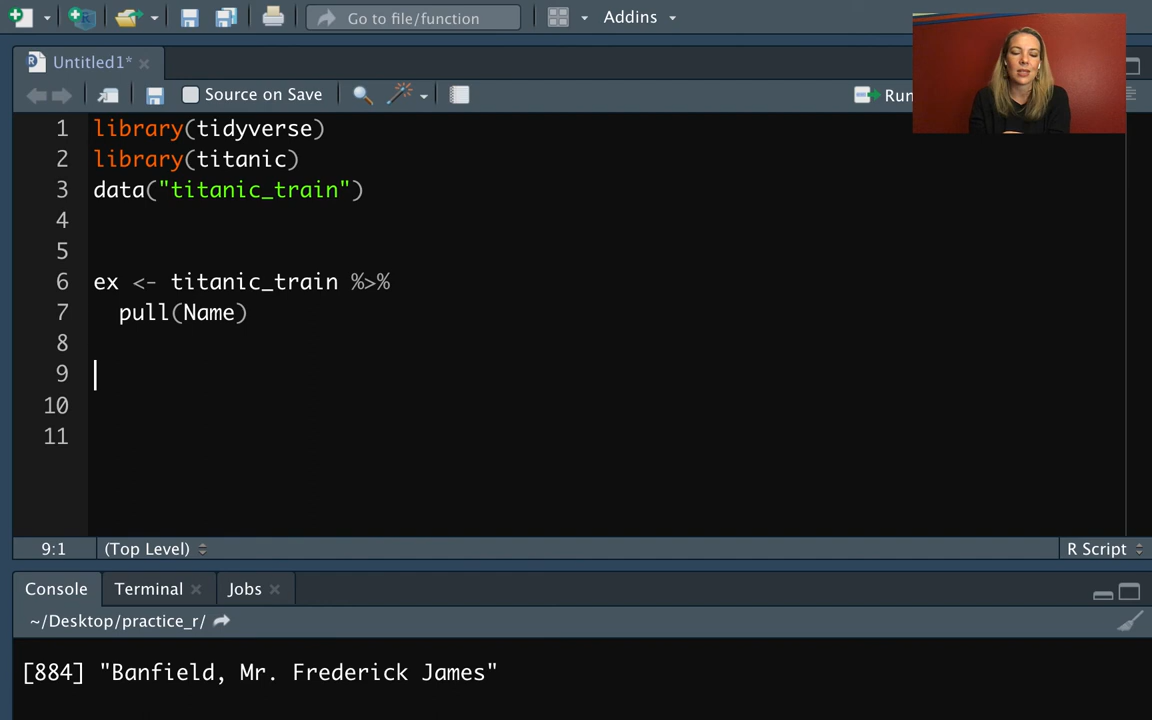 Go to file/function
Addins
Untitled1*
Source on Save
Run
1 library(tidyverse)
2 library(titanic)
3 data("titanic_train")
4
5
6 ex <- titanic_train %>%
7 pull(Name)
8
9
10
11
9:1 (Top Level) R Script
Console Terminal Jobs
~/Desktop/practice_r/
[884] "Banfield, Mr. Frederick James"